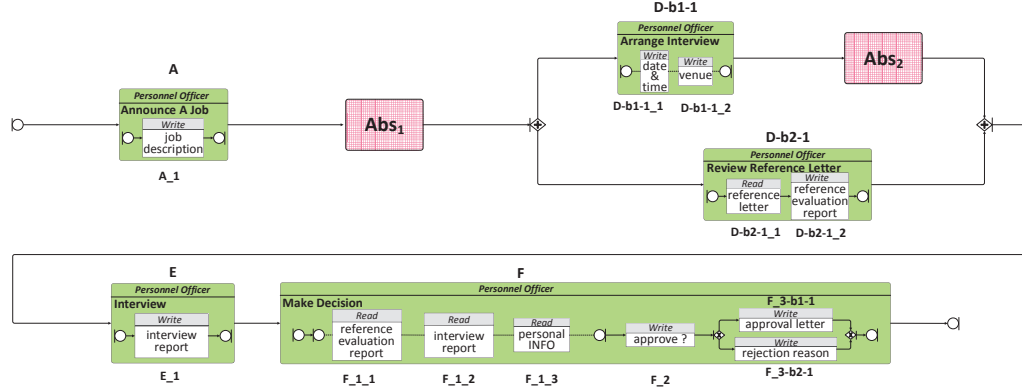 D-b1-1
Personnel Officer
Arrange Interview
Write
date
&
time
Write
venue
D-b1-1_1
D-b1-1_2
Abs2
A
Personnel Officer
Announce A Job
Write
job
description
A_1
Abs1
D-b2-1
Personnel Officer
Review Reference Letter
Read
reference
letter
Write
reference
evaluation
report
D-b2-1_1
D-b2-1_2
E
Personnel Officer
Interview
Write
interview
report
E_1
F
Personnel Officer
Make Decision
Read
reference
evaluation
report
Read
interview
report
Read
personal
INFO
Write
approve ?
F_3-b1-1
Write
approval letter
Write
rejection reason
F_1_1
F_1_2
F_1_3
F_2
F_3-b2-1